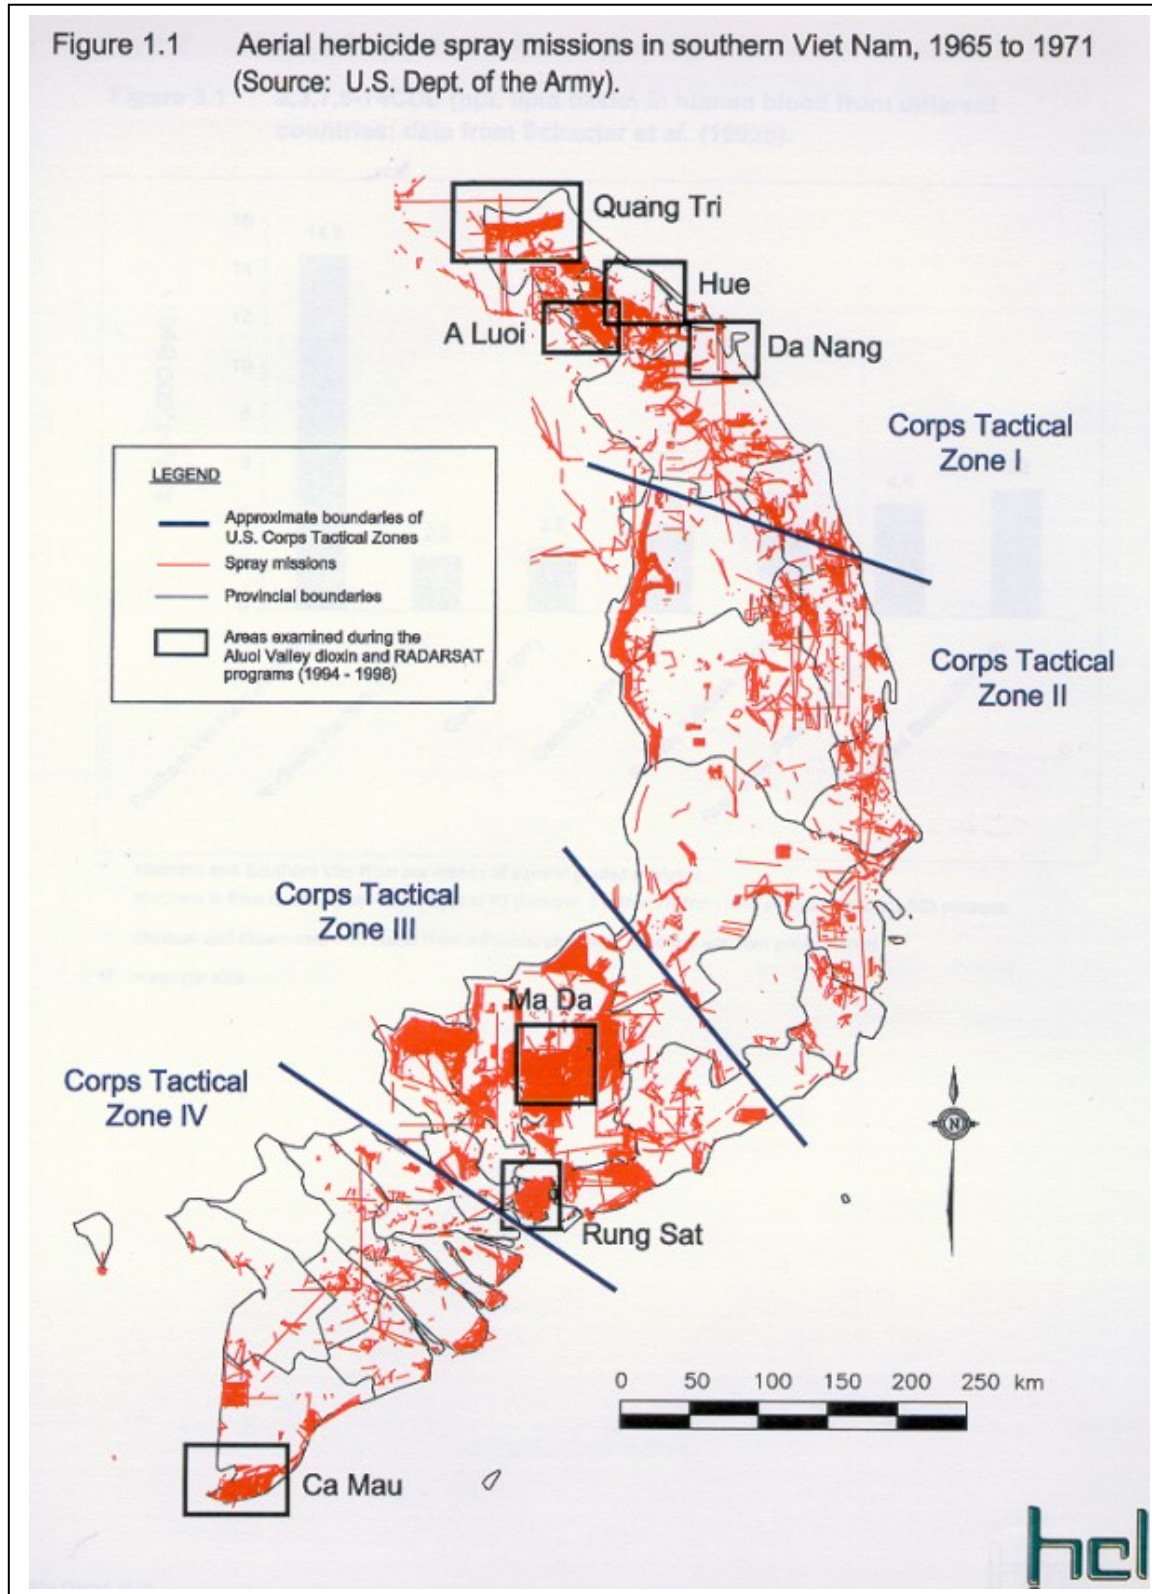 Figure 1.1 Aerial herbicide spray missions in southern Viet Nam, 1965 to 1971
(Source: U.S. Dept. of the Army).
Quang Tri
Hue
A Luoi
Da Nang
Corps Tactical
Zone I
LEGEND
Approximate boundaries of
U.S. Corps Tactical Zones
Spray missions
Provincial boundaries
Areas examined during the
Aluoi Valley dioxin and RADARSAT
programs (1994 - 1998)
Corps Tactical
Zone II
Corps Tactical
Zone III
Ma Da
Corps Tactical
Zone IV
N
Rung Sat
0 50 100 150 200 250 km
Ca Mau
hcl